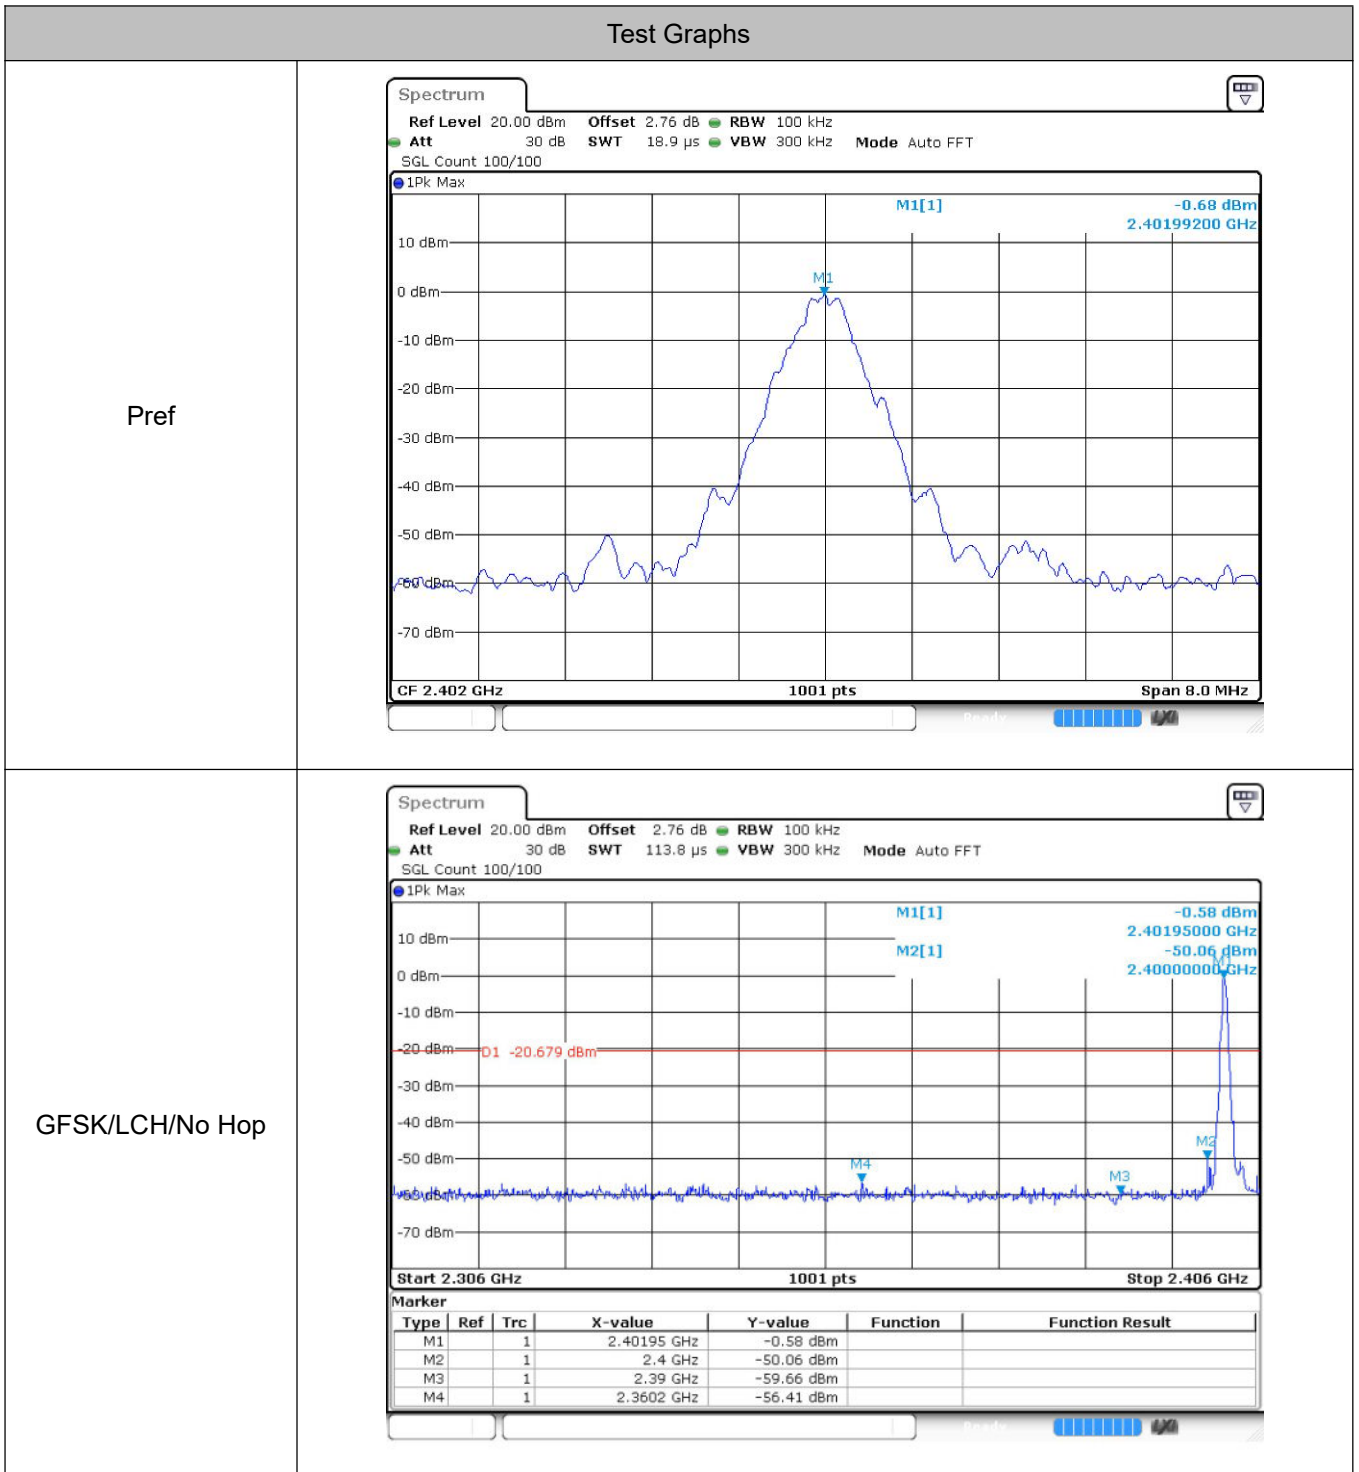 Test Graphs
Pref
Spectrum
Ref Level 20.00 dBm Offset 2.76 dB RBW 100 kHz
Att 30 dB SWT 18.9 µs VBW 300 kHz Mode Auto FFT
SGL Count 100/100
1Pk Max
M1[1] -0.68 dBm
2.40199200 GHz
10 dBm
M1
0 dBm
-10 dBm
-20 dBm
-30 dBm
-40 dBm
-50 dBm
-60 dBm
-70 dBm
CF 2.402 GHz 1001 pts Span 8.0 MHz
Ready
GFSK/LCH/No Hop
Spectrum
Ref Level 20.00 dBm Offset 2.76 dB RBW 100 kHz
Att 30 dB SWT 113.8 µs VBW 300 kHz Mode Auto FFT
SGL Count 100/100
1Pk Max
M1[1] -0.58 dBm
2.40195000 GHz
10 dBm
M2[1] -50.06 dBm
M1
0 dBm 2.40000000 GHz
-10 dBm
-20 dBm D1 -20.679 dBm
-30 dBm
-40 dBm
M2
-50 dBm
M4
M3
-60 dBm
-70 dBm
Start 2.306 GHz 1001 pts Stop 2.406 GHz
Marker
Type Ref Trc X-value Y-value Function Function Result
M1 1 2.40195 GHz -0.58 dBm
M2 1 2.4 GHz -50.06 dBm
M3 1 2.39 GHz -59.66 dBm
M4 1 2.3602 GHz -56.41 dBm
Ready